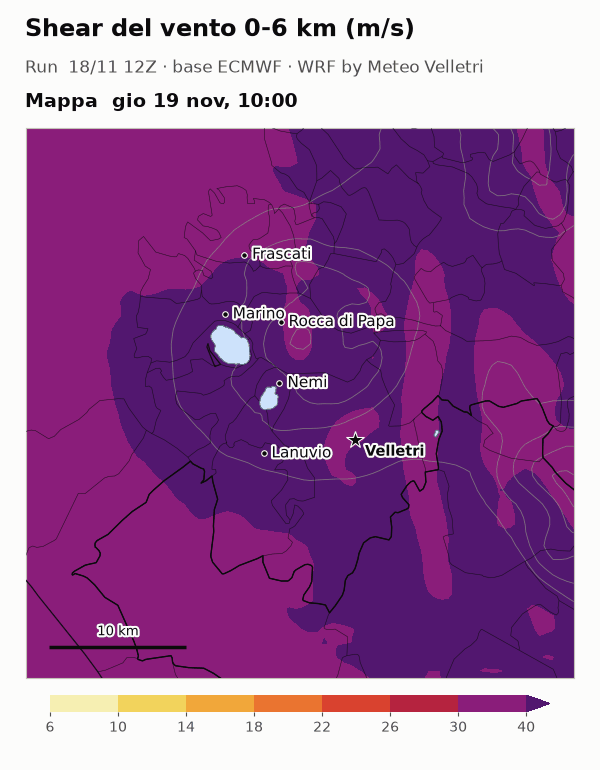 Shear del vento 0-6 km (m/s)
Run  18/11 12Z · base ECMWF · WRF by Meteo Velletri
Mappa  gio 19 nov, 10:00
Frascati
Marino
Rocca di Papa
Nemi
Velletri
Lanuvio
10 km
6 10 14 18 22 26 30 40